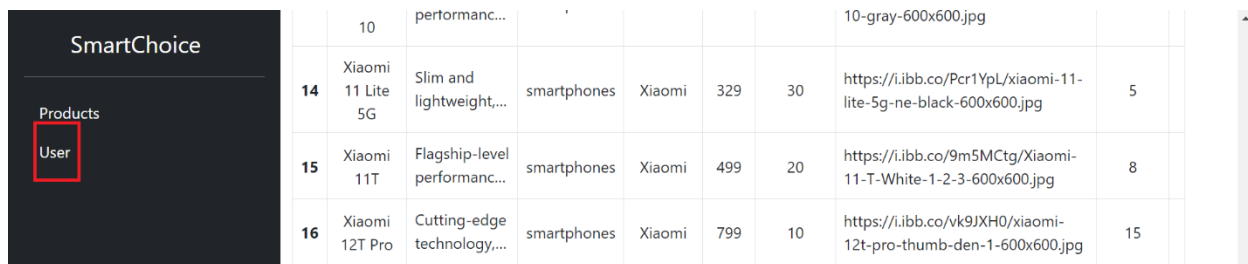 SmartChoice
Products
User
10
performanc...
10-gray-600x600.jpg
14
Xiaomi
11 Lite
5G
Slim and
lightweight,...
smartphones
Xiaomi
329
30
https://i.ibb.co/Pcr1YpL/xiaomi-11-
lite-5g-ne-black-600x600.jpg
5
15
Xiaomi
11T
Flagship-level
performanc...
smartphones
Xiaomi
499
20
https://i.ibb.co/9m5MCtg/Xiaomi-
11-T-White-1-2-3-600x600.jpg
8
16
Xiaomi
12T Pro
Cutting-edge
technology,...
smartphones
Xiaomi
799
10
https://i.ibb.co/vk9JXH0/xiaomi-
12t-pro-thumb-den-1-600x600.jpg
15